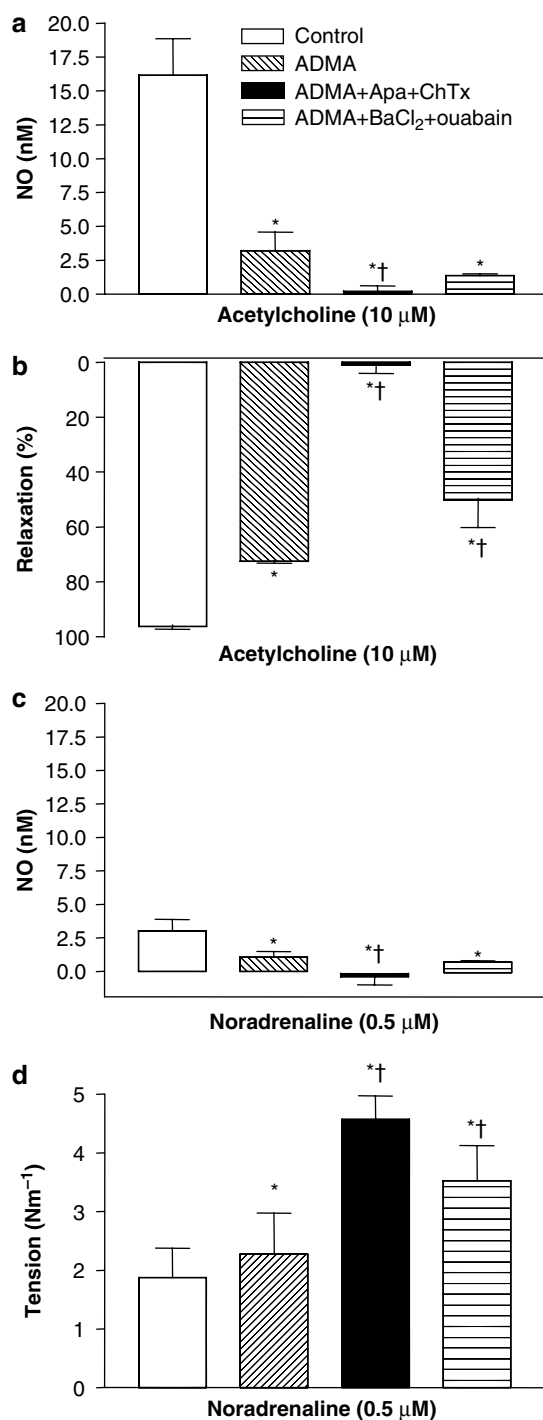 a
20.0
17.5
15.0
12.5
10.0
7.5
5.0
2.5
0.0
NO (nM)
Control
ADMA
ADMA+Apa+ChTx
ADMA+BaCl₂+ouabain
*
*†
*
Acetylcholine (10 μM)
b
0
20
40
60
80
100
Relaxation (%)
*
*†
*†
Acetylcholine (10 μM)
c
20.0
17.5
15.0
12.5
10.0
7.5
5.0
2.5
0.0
NO (nM)
*
*†
*
Noradrenaline (0.5 μM)
d
5
4
3
2
1
0
Tension (Nm⁻¹)
*
*†
*†
Noradrenaline (0.5 μM)